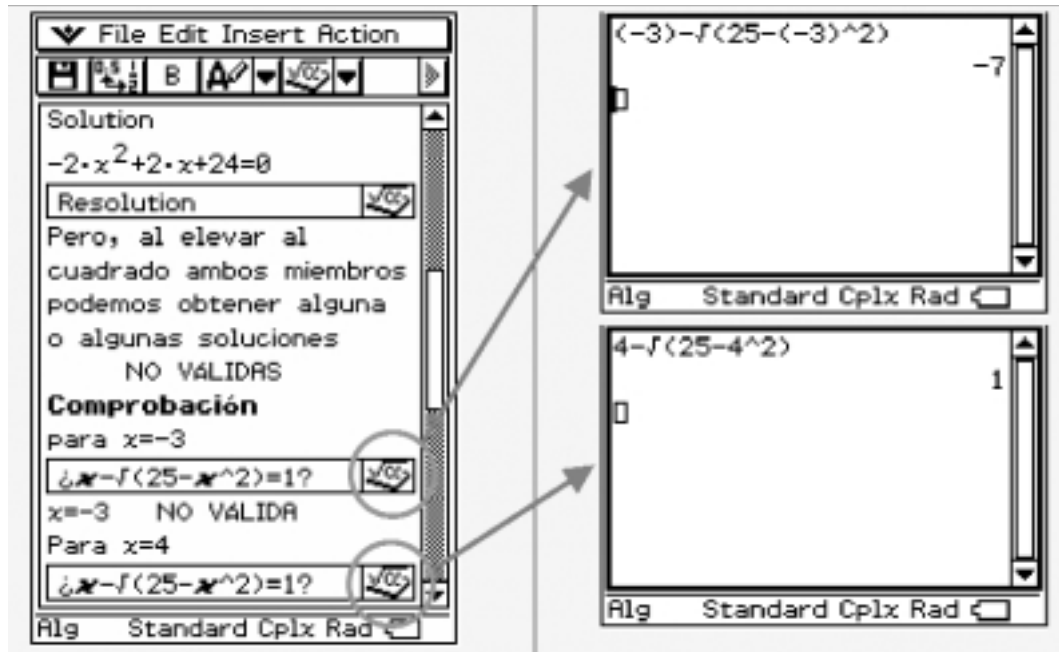 File Edit Insert Action
B
Solution
-2·x²+2·x+24=0
Resolution
Pero, al elevar al
cuadrado ambos miembros
podemos obtener alguna
o algunas soluciones
NO VÁLIDAS
Comprobación
para x=-3
¿x-√(25-x^2)=1?
x=-3 NO VÁLIDA
Para x=4
¿x-√(25-x^2)=1?
Alg Standard Cplx Rad
(-3)-√(25-(-3)^2)
-7
Alg Standard Cplx Rad
4-√(25-4^2)
1
Alg Standard Cplx Rad